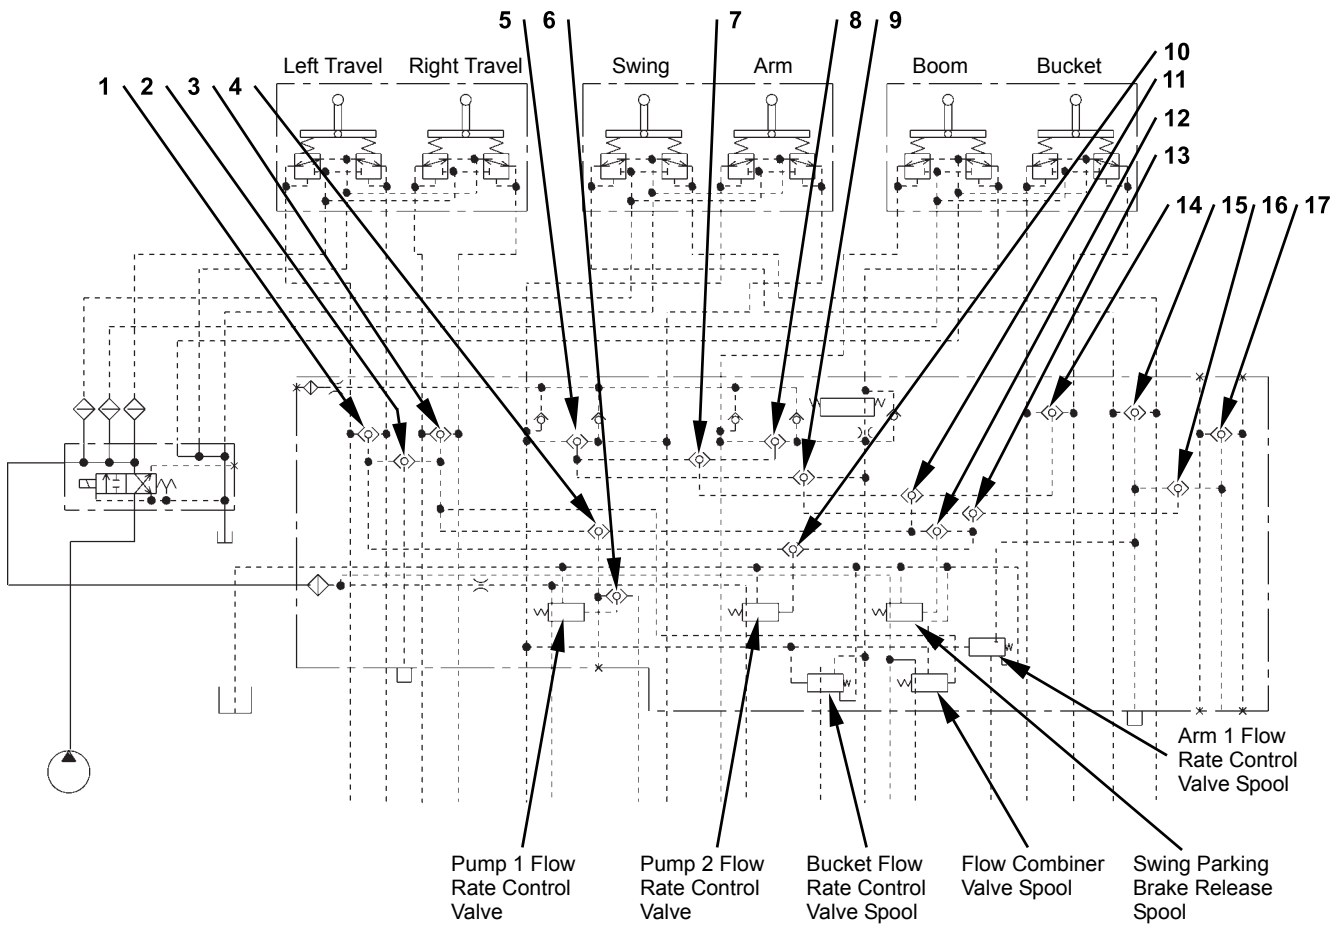 5 6 7 8 9
10
11
12
13
Left Travel Right Travel Swing Arm Boom Bucket
1 2 3 4
14 15 16 17
Arm 1 Flow
Rate Control
Valve Spool
Pump 1 Flow
Rate Control
Valve
Pump 2 Flow
Rate Control
Valve
Bucket Flow
Rate Control
Valve Spool
Flow Combiner
Valve Spool
Swing Parking
Brake Release
Spool